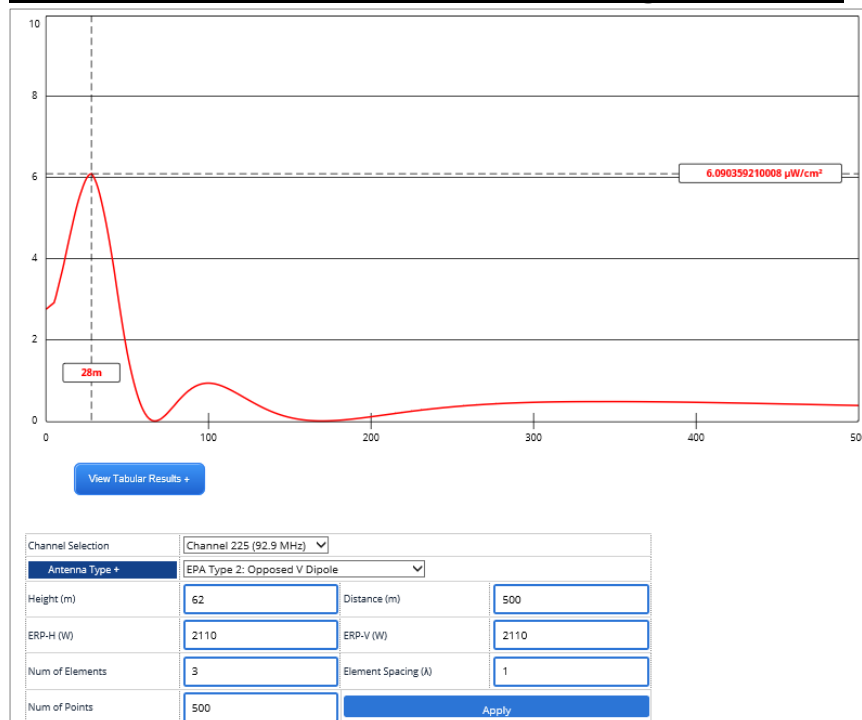 10
8
6
6.090359210008 µW/cm²
4
2
28m
0
0 100 200 300 400 50
View Tabular Results +
Channel Selection Channel 225 (92.9 MHz)
Antenna Type + EPA Type 2: Opposed V Dipole
Height (m) 62 Distance (m) 500
ERP-H (W) 2110 ERP-V (W) 2110
Num of Elements 3 Element Spacing (λ) 1
Num of Points 500 Apply